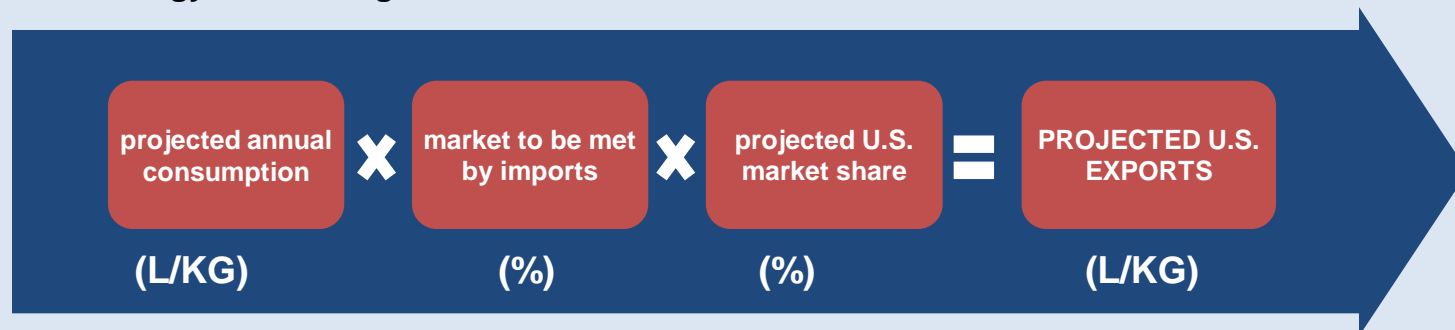 projected annual
consumption
market to be met
by imports
projected U.S.
market share
PROJECTED U.S.
EXPORTS
(L/KG)
(%)
(%)
(L/KG)